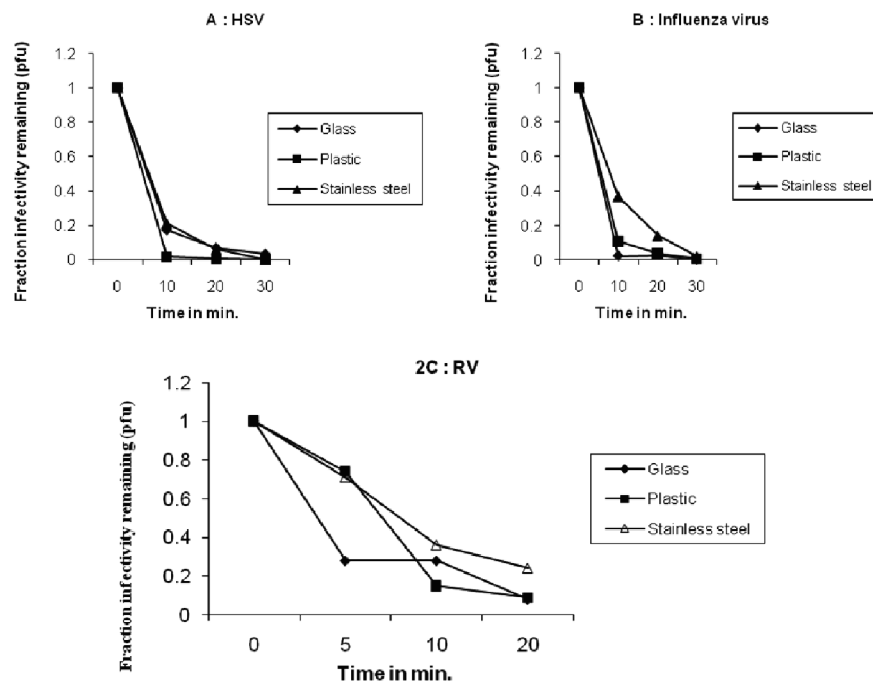 A : HSV
Fraction infectivity remaining (pfu)
1.2
1
0.8
0.6
0.4
0.2
0
0 10 20 30
Time in min.
Glass
Plastic
Stainless steel
B : Influenza virus
Fraction infectivity remaining (pfu)
1.2
1
0.8
0.6
0.4
0.2
0
0 10 20 30
Time in min.
Glass
Plastic
Stainless steel
2C : RV
Fraction infectivity remaining (pfu)
1.2
1
0.8
0.6
0.4
0.2
0
0 5 10 20
Time in min.
Glass
Plastic
Stainless steel